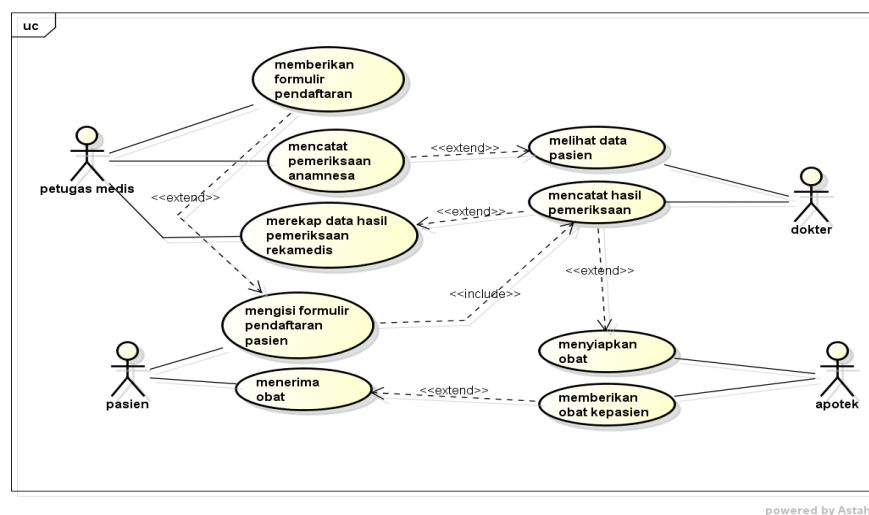 uc
memberikan
formulir
pendaftaran
mencatat
pemeriksaan
anamnesa
<<extend>>
melihat data
pasien
petugas medis
<<extend>>
merekap data hasil
pemeriksaan
rekamedis
<<extend>>
mencatat hasil
pemeriksaan
dokter
<<extend>>
<<include>>
mengisi formulir
pendaftaran
pasien
menyiapkan
obat
pasien
menerima
obat
<<extend>>
memberikan
obat kepasien
apotek
powered by Astah